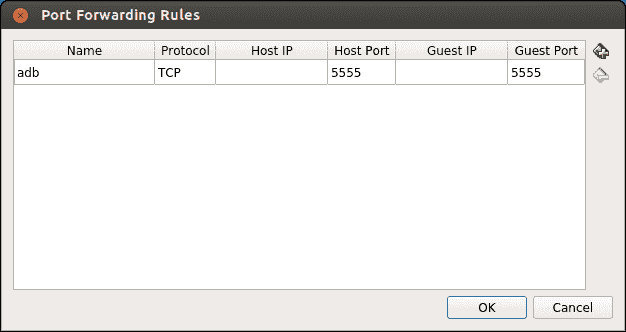 Port Forwarding Rules
Name Protocol Host IP Host Port Guest IP Guest Port
adb TCP 5555 5555
OK Cancel